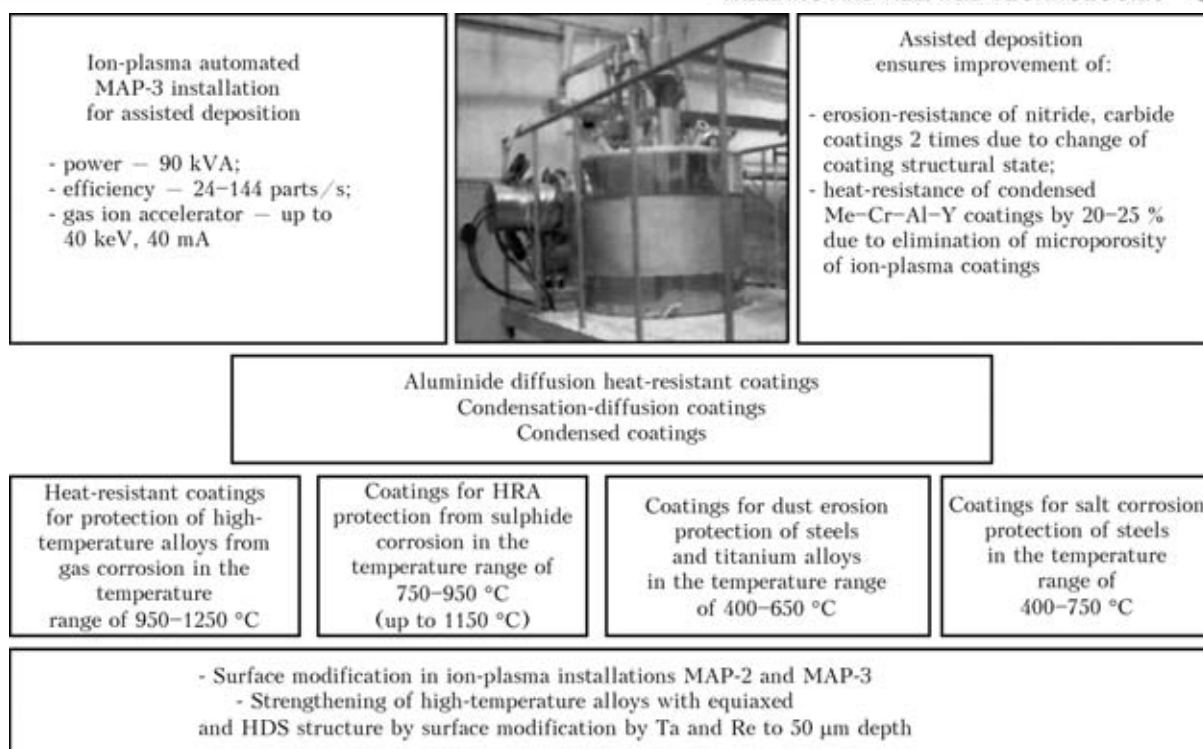 Ion-plasma automated
MAP-3 installation
for assisted deposition
- power — 90 kVA;
- efficiency — 24–144 parts/s;
- gas ion accelerator — up to
40 keV, 40 mA
Assisted deposition
ensures improvement of:
- erosion-resistance of nitride, carbide
coatings 2 times due to change of
coating structural state;
- heat-resistance of condensed
Me–Cr–Al–Y coatings by 20–25 %
due to elimination of microporosity
of ion-plasma coatings
Aluminide diffusion heat-resistant coatings
Condensation-diffusion coatings
Condensed coatings
Heat-resistant coatings
for protection of high-
temperature alloys from
gas corrosion in the
temperature
range of 950–1250 °C
Coatings for HRA
protection from sulphide
corrosion in the
temperature range of
750–950 °C
(up to 1150 °C)
Coatings for dust erosion
protection of steels
and titanium alloys
in the temperature range
of 400–650 °C
Coatings for salt corrosion
protection of steels
in the temperature
range of
400–750 °C
- Surface modification in ion-plasma installations MAP-2 and MAP-3
- Strengthening of high-temperature alloys with equiaxed
and HDS structure by surface modification by Ta and Re to 50 μm depth